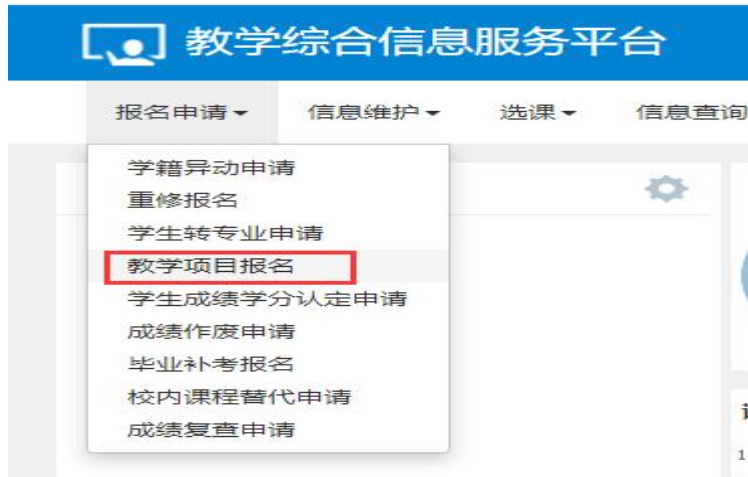 教学综合信息服务平台
报名申请 信息维护 选课 信息查询
学籍异动申请
重修报名
学生转专业申请
教学项目报名
学生成绩学分认定申请
成绩作废申请
毕业补考报名
校内课程替代申请
成绩复查申请
1